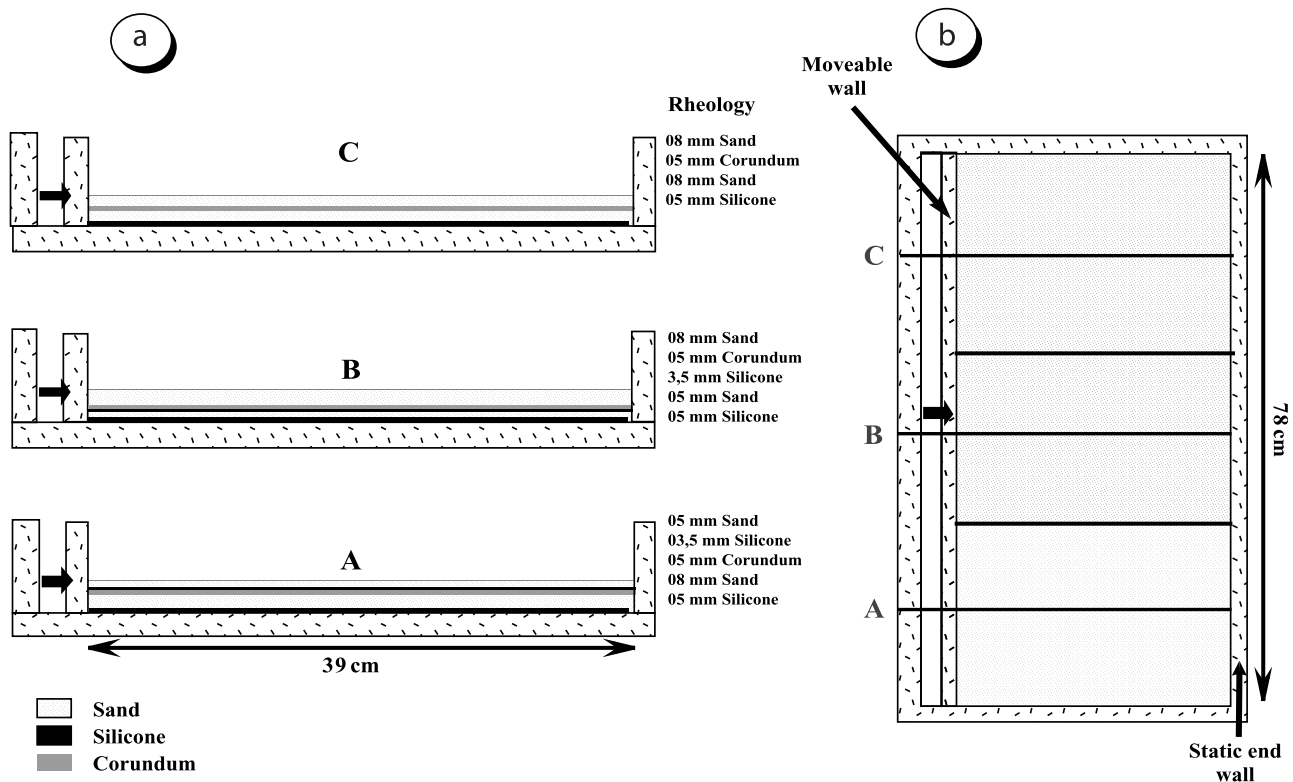 a
C
Rheology
08 mm Sand
05 mm Corundum
08 mm Sand
05 mm Silicone
B
08 mm Sand
05 mm Corundum
3,5 mm Silicone
05 mm Sand
05 mm Silicone
A
05 mm Sand
03,5 mm Silicone
05 mm Corundum
08 mm Sand
05 mm Silicone
39 cm
Sand
Silicone
Corundum
b
Moveable
wall
C
B
A
78 cm
Static end
wall